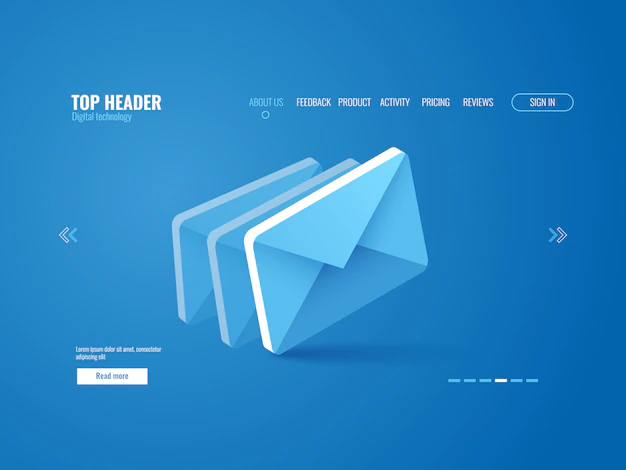 TOP HEADER
Digital technology
ABOUT US FEEDBACK PRODUCT ACTIVITY PRICING REVIEWS SIGN IN
Lorem ipsum dolor sit amet, consectetur
adipiscing elit
Read more